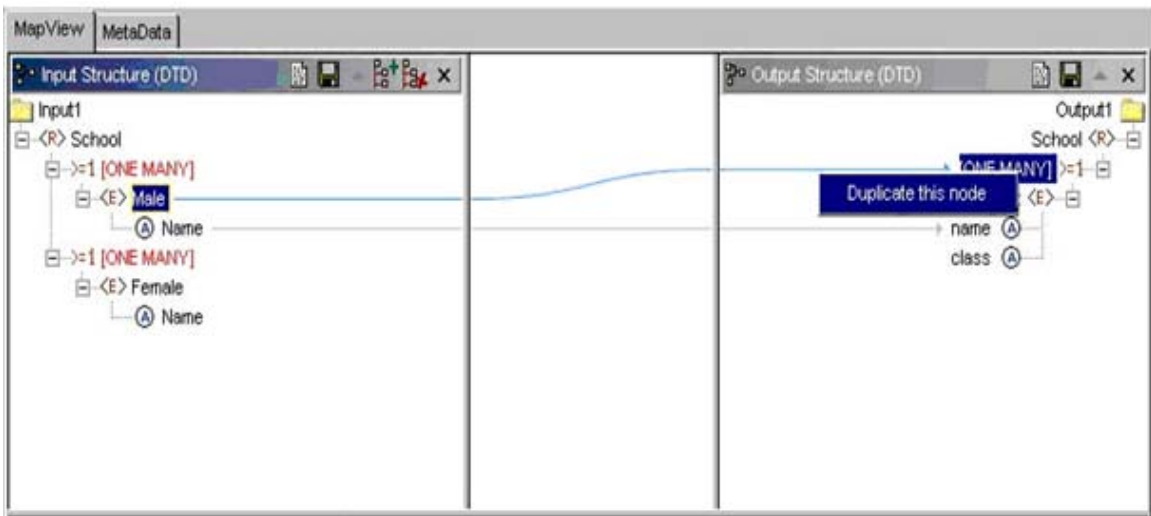 MapView MetaData
Input Structure (DTD)
Input1
<R> School
>=1 [ONE MANY]
<E> Male
A Name
>=1 [ONE MANY]
<E> Female
A Name
Output Structure (DTD)
Output1
School <R>
[ONE MANY] >=1
Duplicate this node
<E>
name A
class A